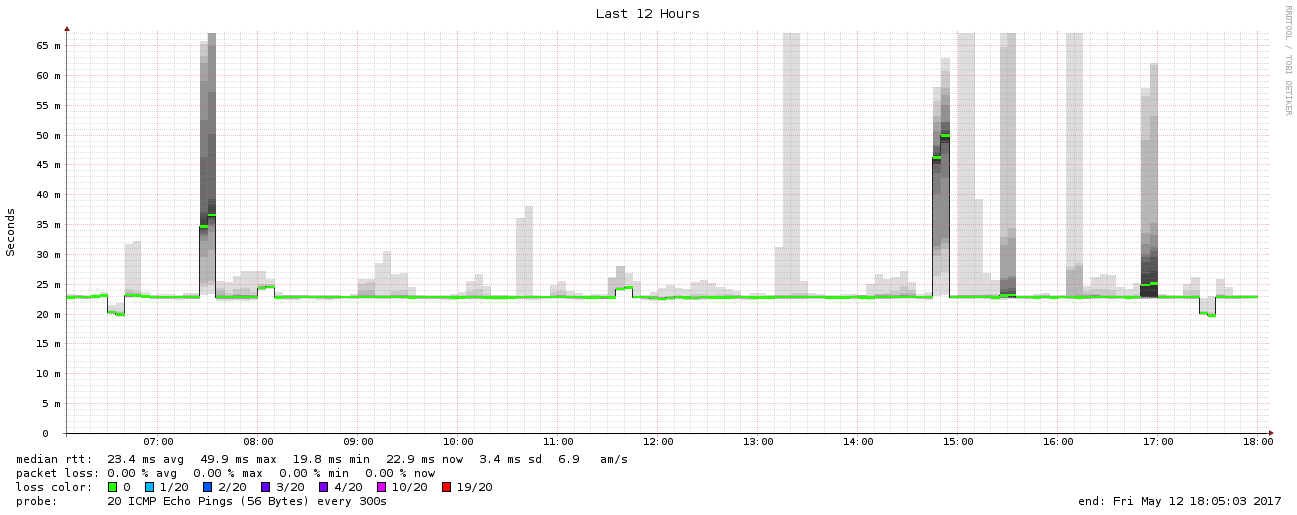 Last 12 Hours
RRDTOOL / TOBI OETIKER
Seconds
65 m
60 m
55 m
50 m
45 m
40 m
35 m
30 m
25 m
20 m
15 m
10 m
5 m
0
07:00 08:00 09:00 10:00 11:00 12:00 13:00 14:00 15:00 16:00 17:00 18:00
median rtt: 23.4 ms avg 49.9 ms max 19.8 ms min 22.9 ms now 3.4 ms sd 6.9 am/s
packet loss: 0.00 % avg 0.00 % max 0.00 % min 0.00 % now
loss color: 0 1/20 2/20 3/20 4/20 10/20 19/20
probe: 20 ICMP Echo Pings (56 Bytes) every 300s
end: Fri May 12 18:05:03 2017